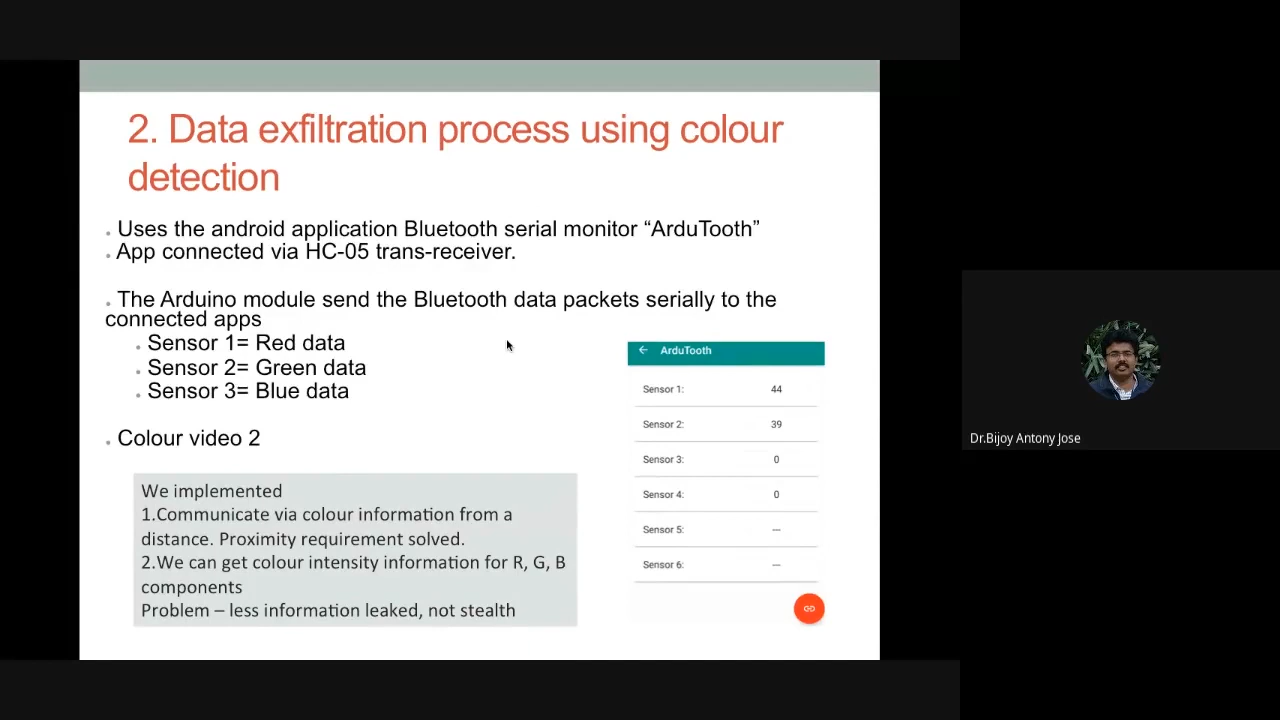 2. Data exfiltration process using colour
detection
Uses the android application Bluetooth serial monitor “ArduTooth”
App connected via HC-05 trans-receiver.
The Arduino module send the Bluetooth data packets serially to the
connected apps
Sensor 1= Red data
Sensor 2= Green data
Sensor 3= Blue data
Colour video 2
We implemented
1.Communicate via colour information from a
distance. Proximity requirement solved.
2.We can get colour intensity information for R, G, B
components
Problem – less information leaked, not stealth
ArduTooth
Sensor 1: 44
Sensor 2: 39
Sensor 3: 0
Sensor 4: 0
Sensor 5: ---
Sensor 6: ---
Dr.Bijoy Antony Jose